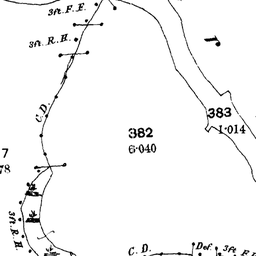 3ft. F. E.
3ft. R. H.
r
C. D.
383
1·014
382
6·040
7
78
3ft. R. H.
C. D.
Def.
3ft